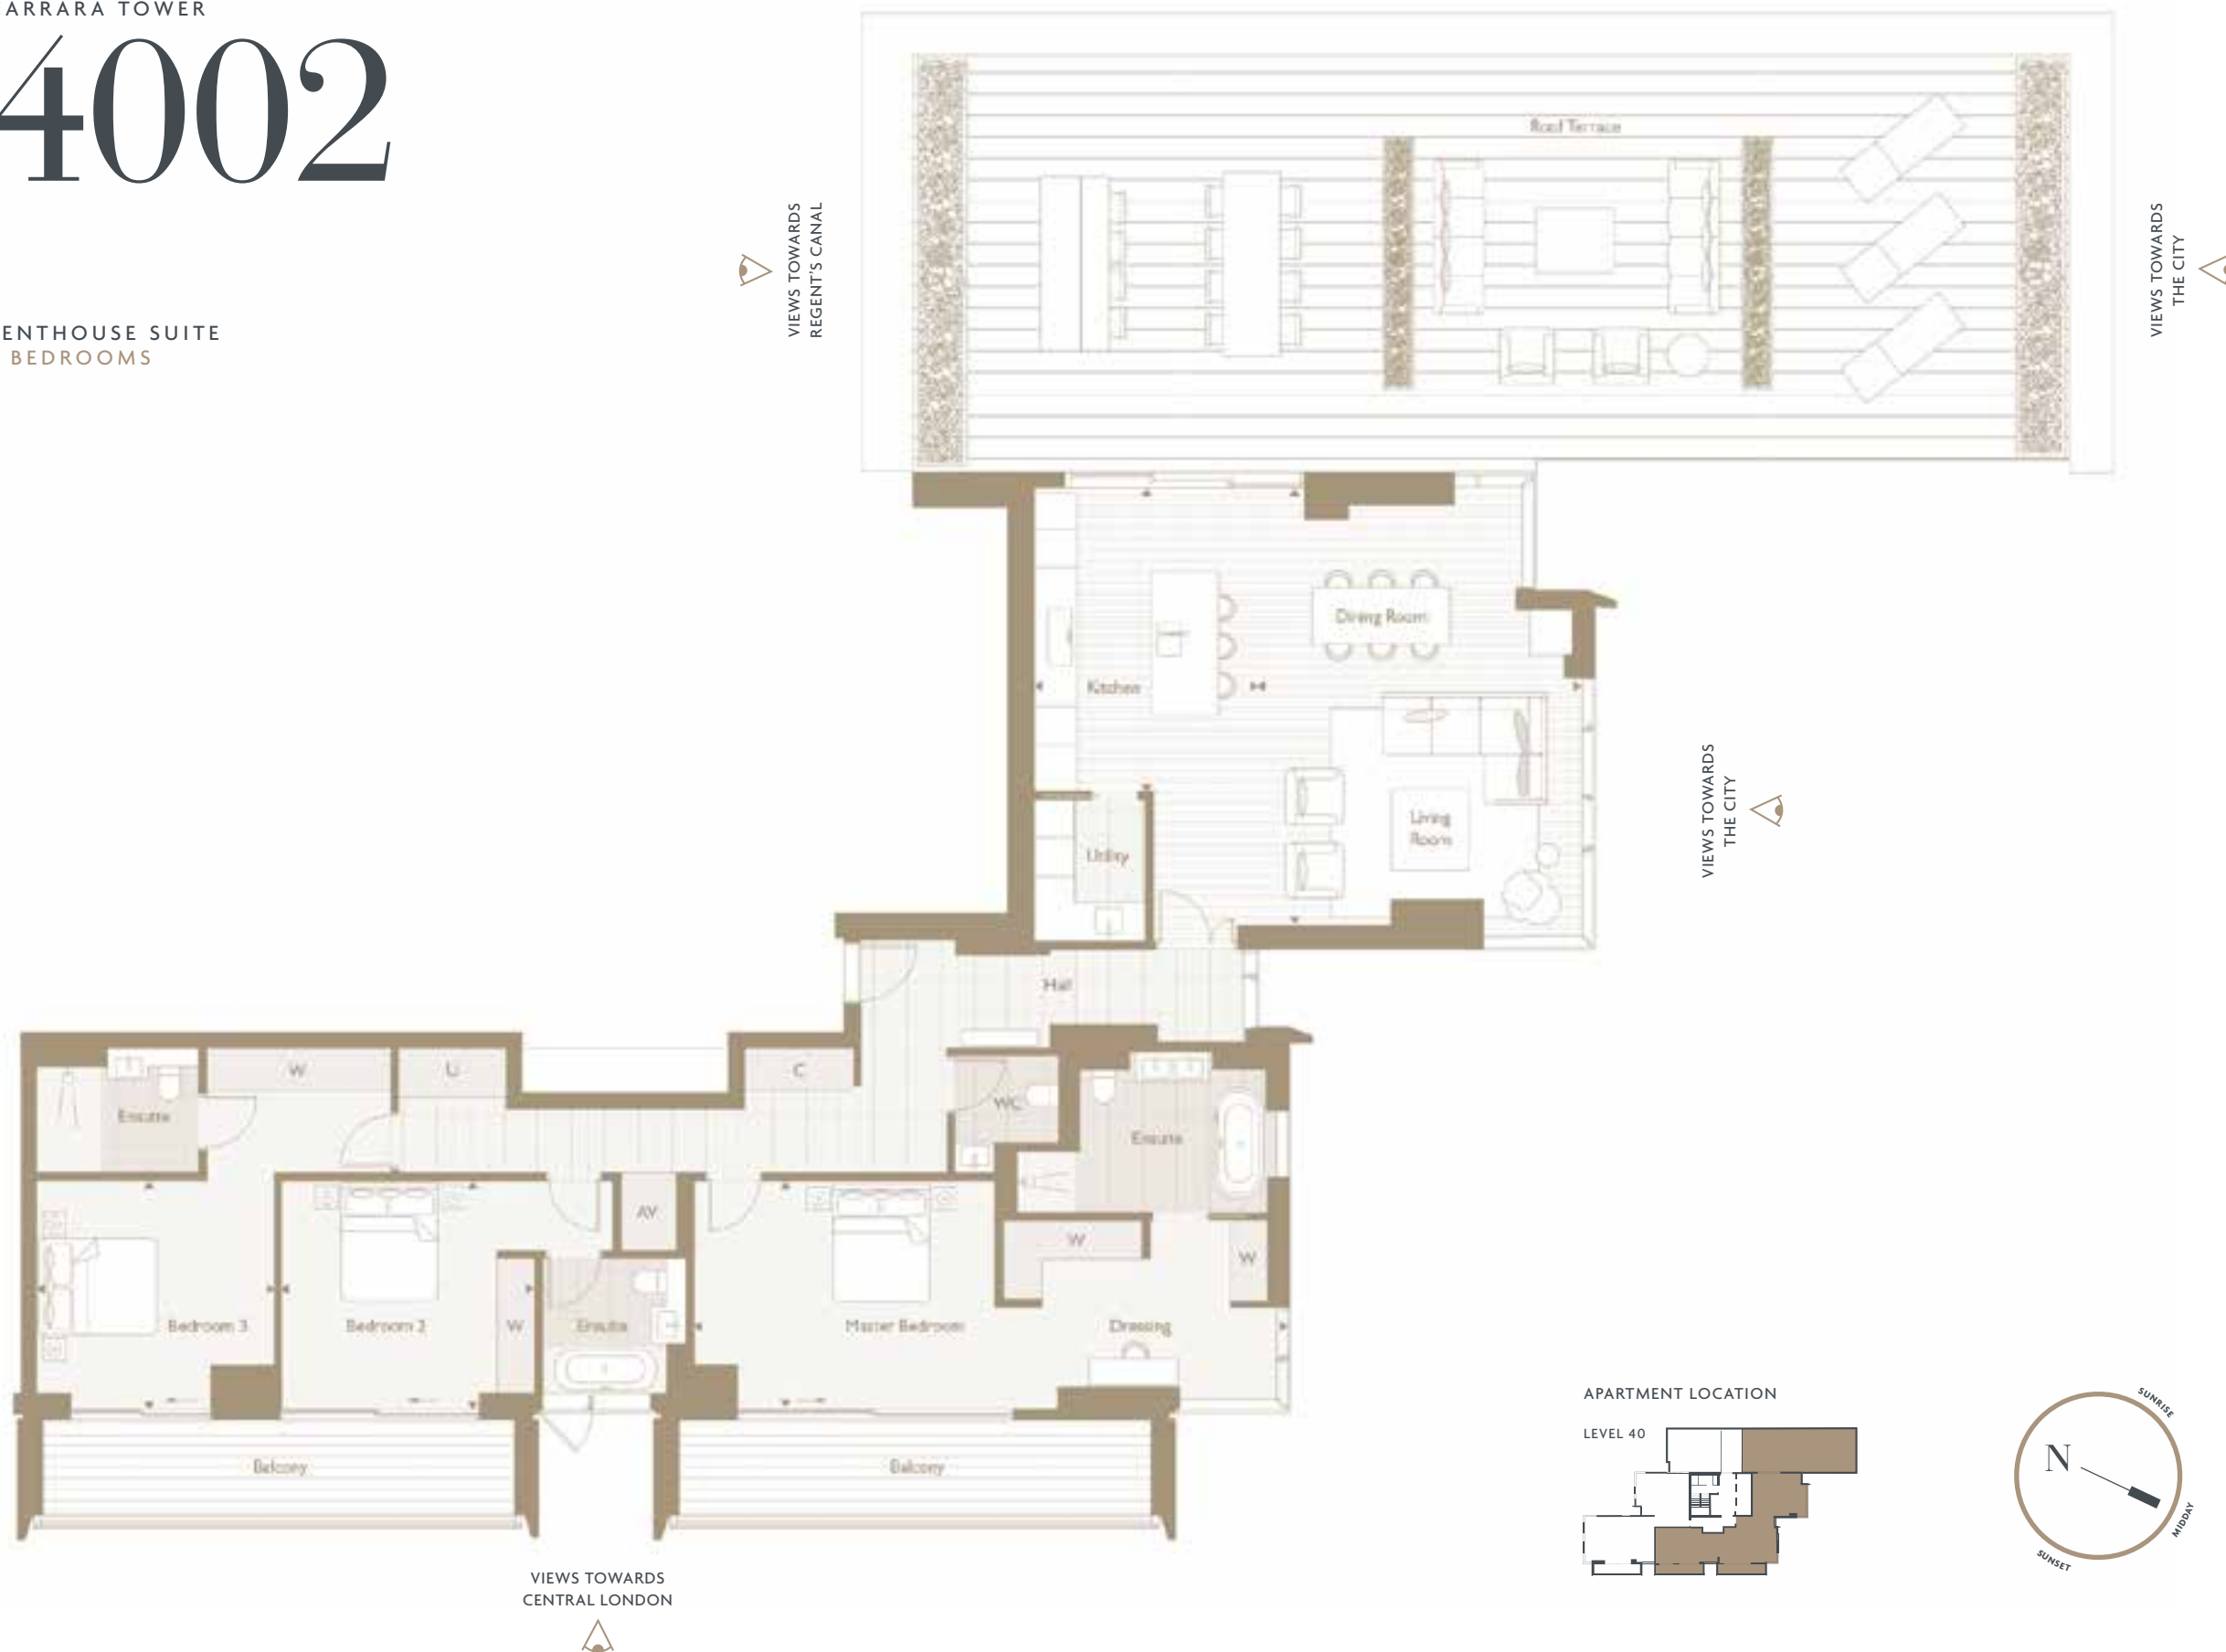 ARRARA TOWER
4002
ENTHOUSE SUITE
BEDROOMS
Roof Terrace
VIEWS TOWARDS
REGENT'S CANAL
VIEWS TOWARDS
THE CITY
Dining Room
Kitchen
Living
Room
VIEWS TOWARDS
THE CITY
Utility
Hall
W
U
C
WC
Ensuite
Ensuite
AV
W
W
Bedroom 3
Bedroom 2
W
Ensuite
Master Bedroom
Dressing
Balcony
Balcony
VIEWS TOWARDS
CENTRAL LONDON
APARTMENT LOCATION
LEVEL 40
N
SUNRISE
MIDDAY
SUNSET